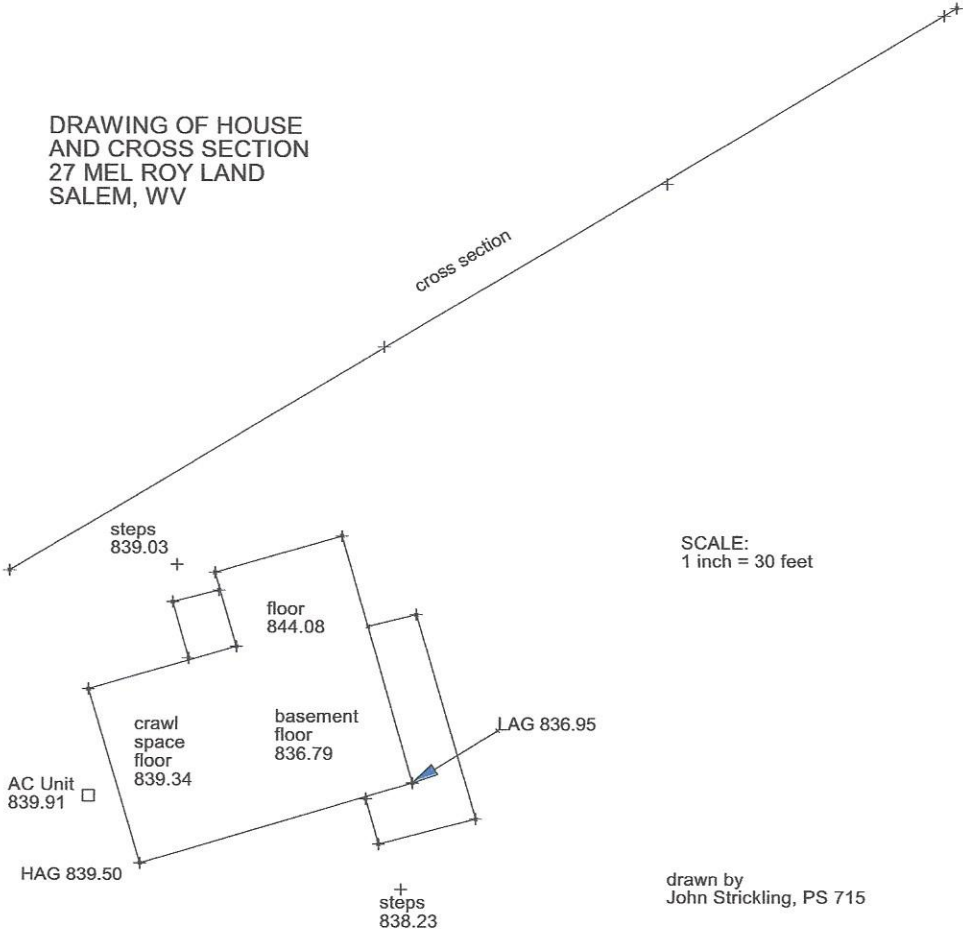 DRAWING OF HOUSE
AND CROSS SECTION
27 MEL ROY LAND
SALEM, WV
cross section
steps
839.03
SCALE:
1 inch = 30 feet
floor
844.08
crawl
space
floor
839.34
basement
floor
836.79
LAG 836.95
AC Unit
839.91
HAG 839.50
steps
838.23
drawn by
John Strickling, PS 715